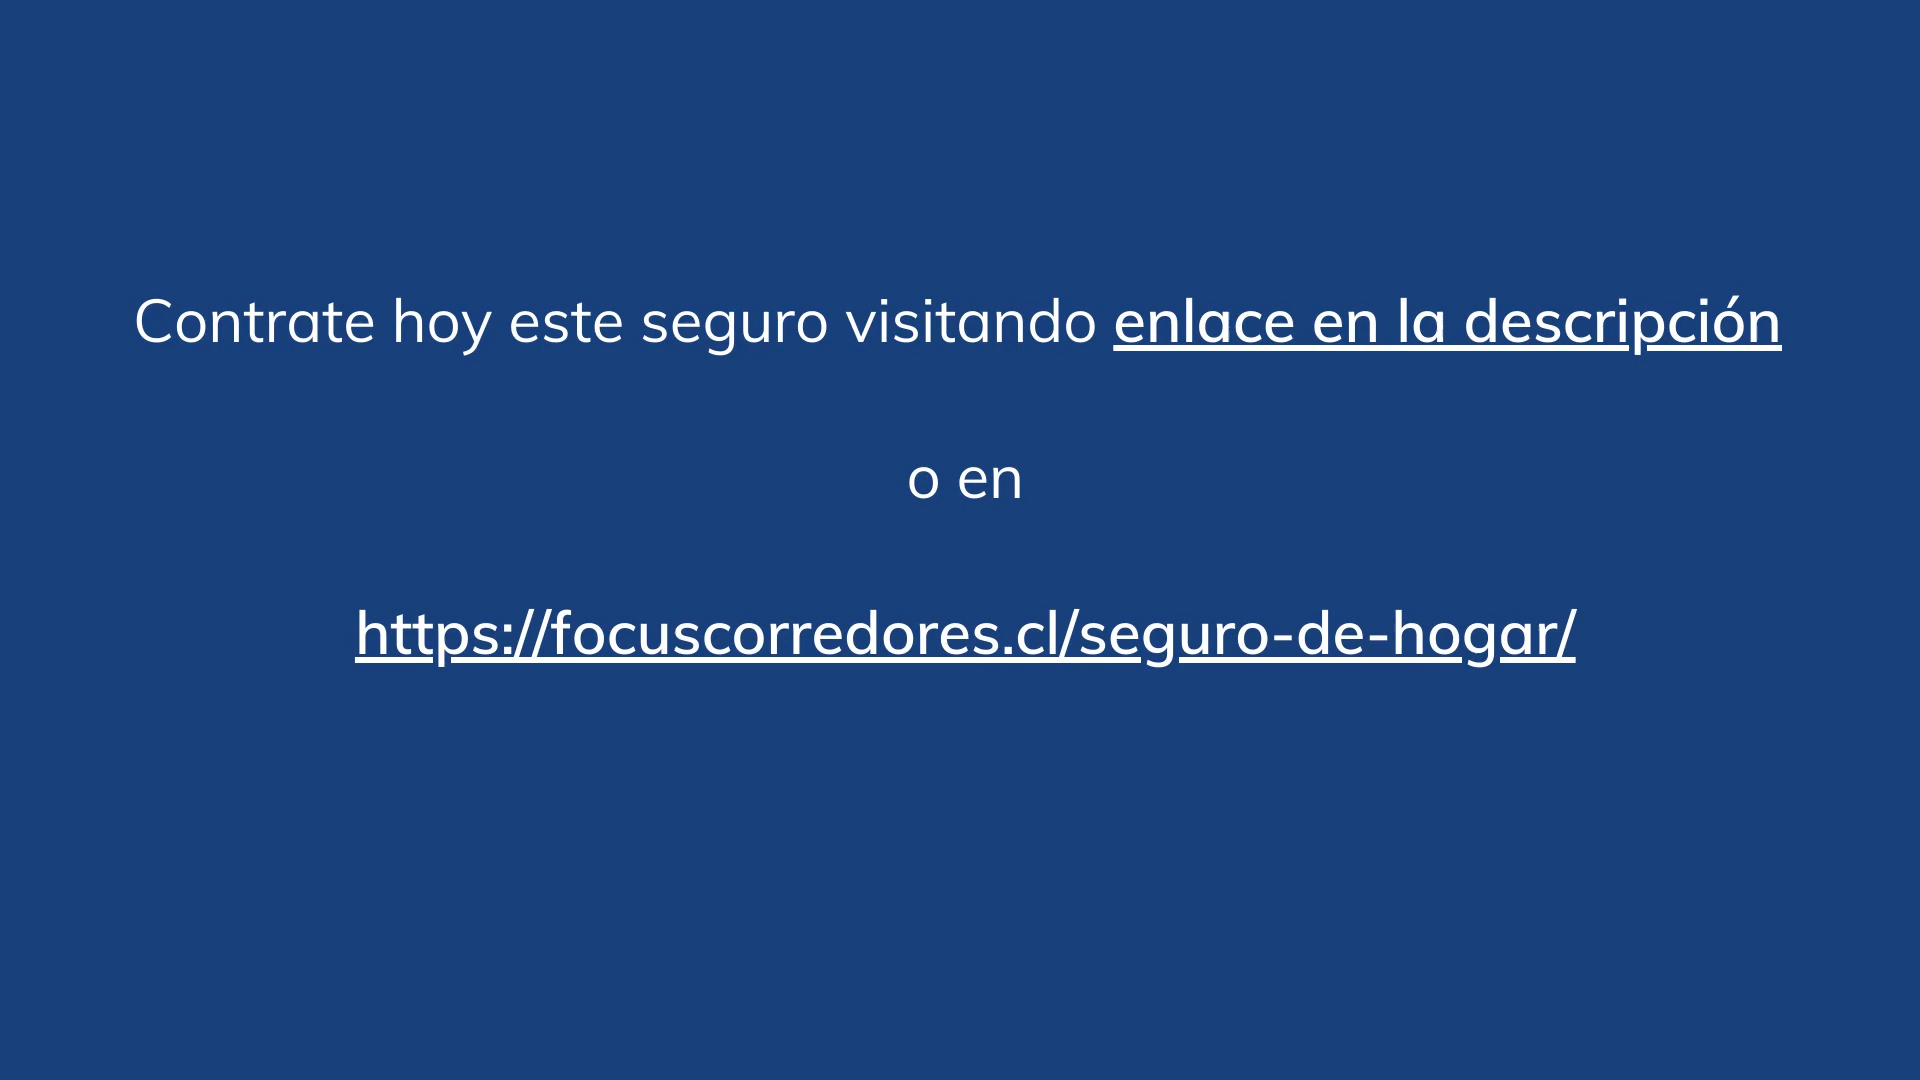 Contrate hoy este seguro visitando enlace en la descripción
o en
https://focuscorredores.cl/seguro-de-hogar/